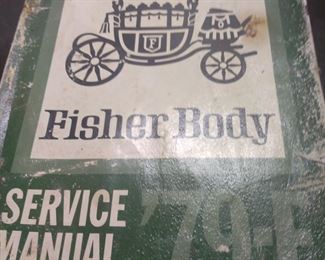 F
Fisher Body
SERVICE '79-E
MANUAL